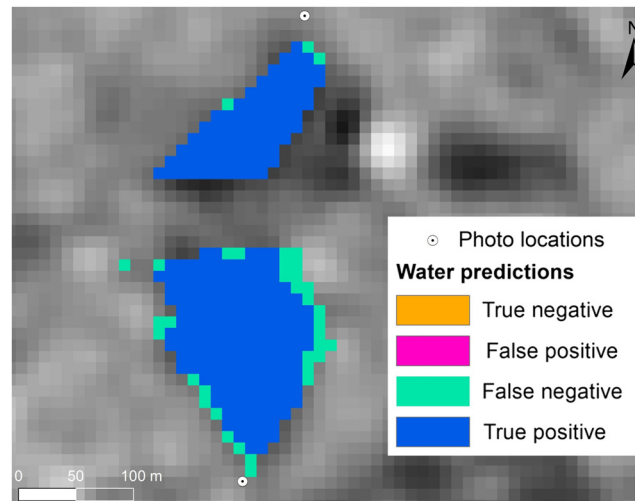 N
Photo locations
Water predictions
True negative
False positive
False negative
True positive
0 50 100 m